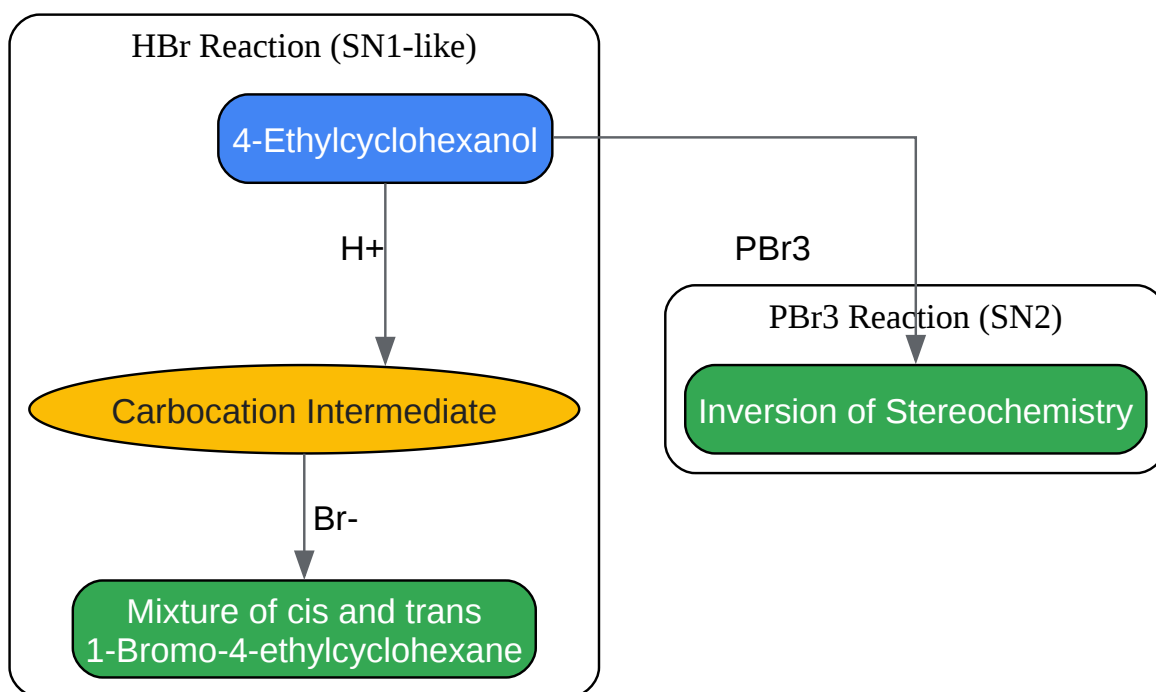 HBr Reaction (SN1-like)
4-Ethylcyclohexanol
H+
PBr3
PBr3 Reaction (SN2)
Carbocation Intermediate
Inversion of Stereochemistry
Br-
Mixture of cis and trans
1-Bromo-4-ethylcyclohexane